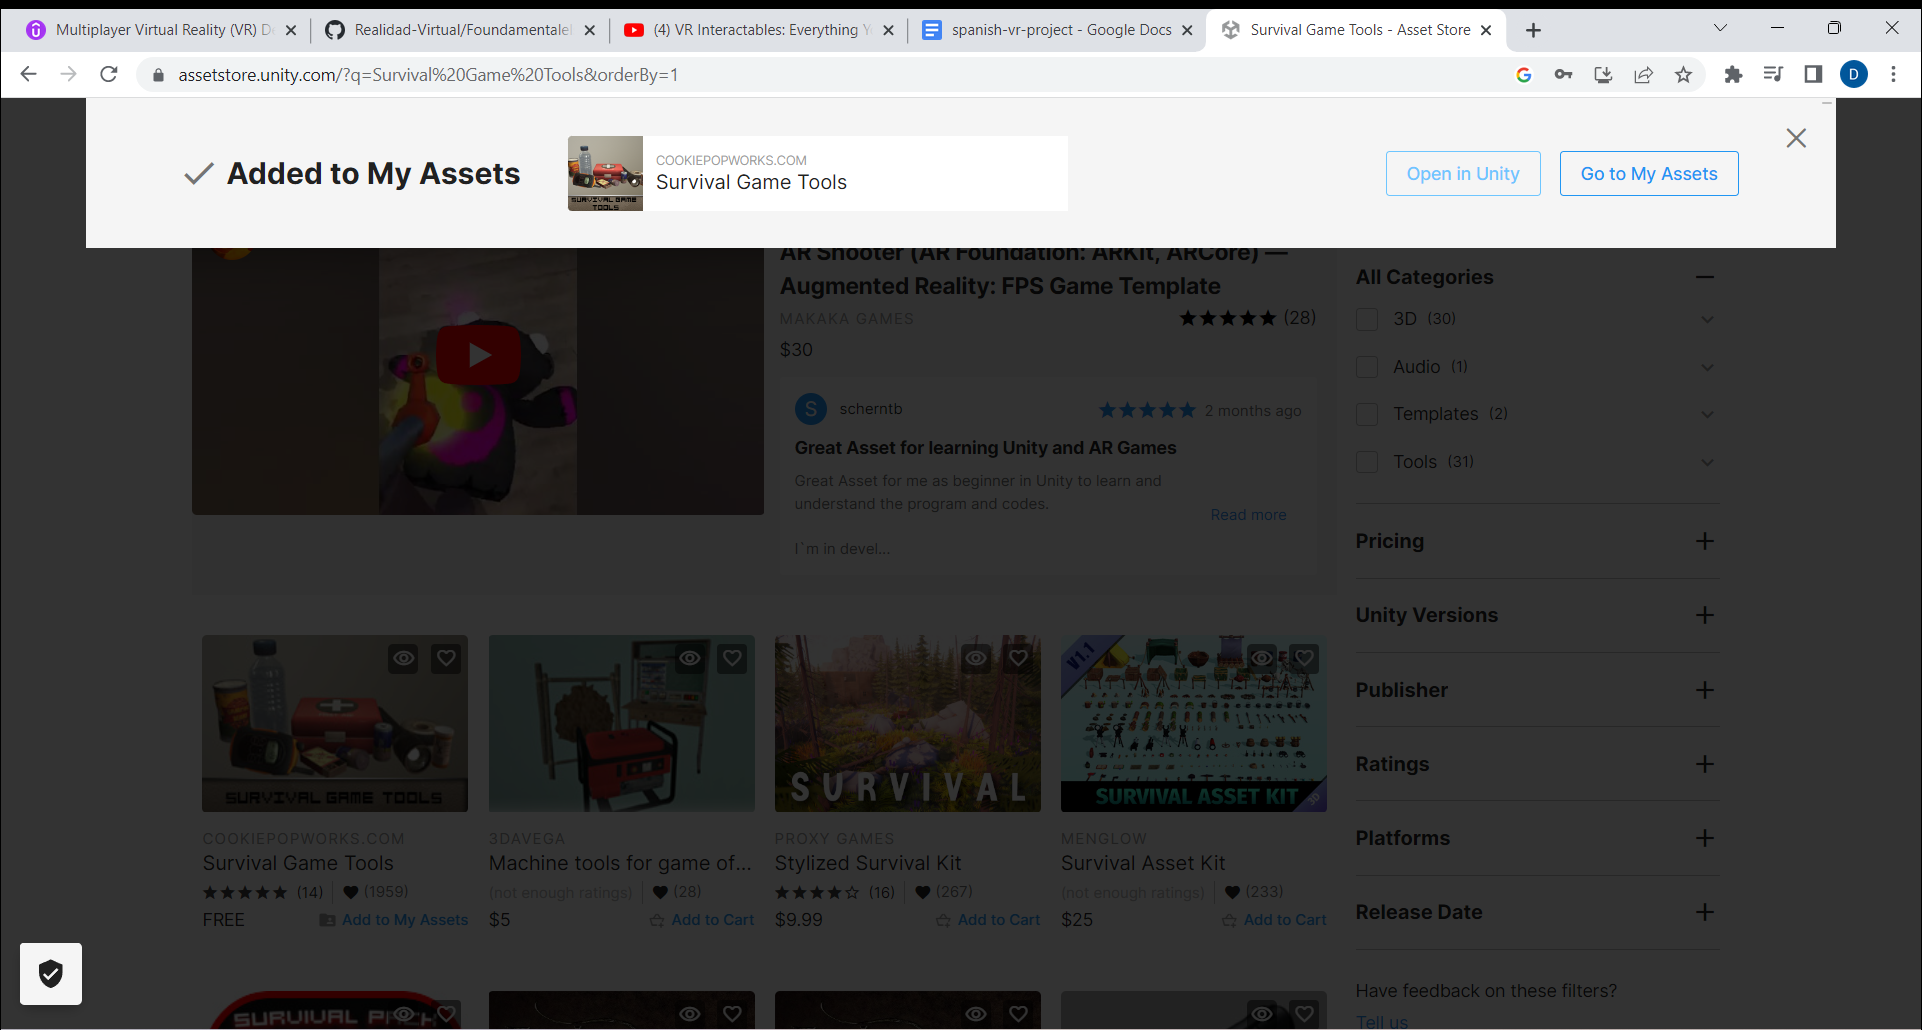 Multiplayer Virtual Reality (VR) De
Realidad-Virtual/Foundamentalel
(4) VR Interactables: Everything Y
spanish-vr-project - Google Docs
Survival Game Tools - Asset Store
assetstore.unity.com/?q=Survival%20Game%20Tools&orderBy=1
D
Added to My Assets
SURVIVAL GAME
TOOLS
COOKIEPOPWORKS.COM
Survival Game Tools
Open in Unity
Go to My Assets
AR Shooter (AR Foundation: ARKit, ARCore) —
Augmented Reality: FPS Game Template
MAKAKA GAMES
(28)
$30
S
scherntb
2 months ago
Great Asset for learning Unity and AR Games
Great Asset for me as beginner in Unity to learn and
understand the program and codes.
Read more
I`m in devel...
All Categories
3D (30)
Audio (1)
Templates (2)
Tools (31)
Pricing
Unity Versions
Publisher
Ratings
Platforms
Release Date
Have feedback on these filters?
Tell us
SURVIVAL GAME TOOLS
COOKIEPOPWORKS.COM
Survival Game Tools
(14)
(1959)
FREE
Add to My Assets
3DAVEGA
Machine tools for game of...
(not enough ratings)
(28)
$5
Add to Cart
SURVIVAL
PROXY GAMES
Stylized Survival Kit
(16)
(267)
$9.99
Add to Cart
V1.1
SURVIVAL ASSET KIT
3D
MENGLOW
Survival Asset Kit
(not enough ratings)
(233)
$25
Add to Cart
SURVIVAL PACK